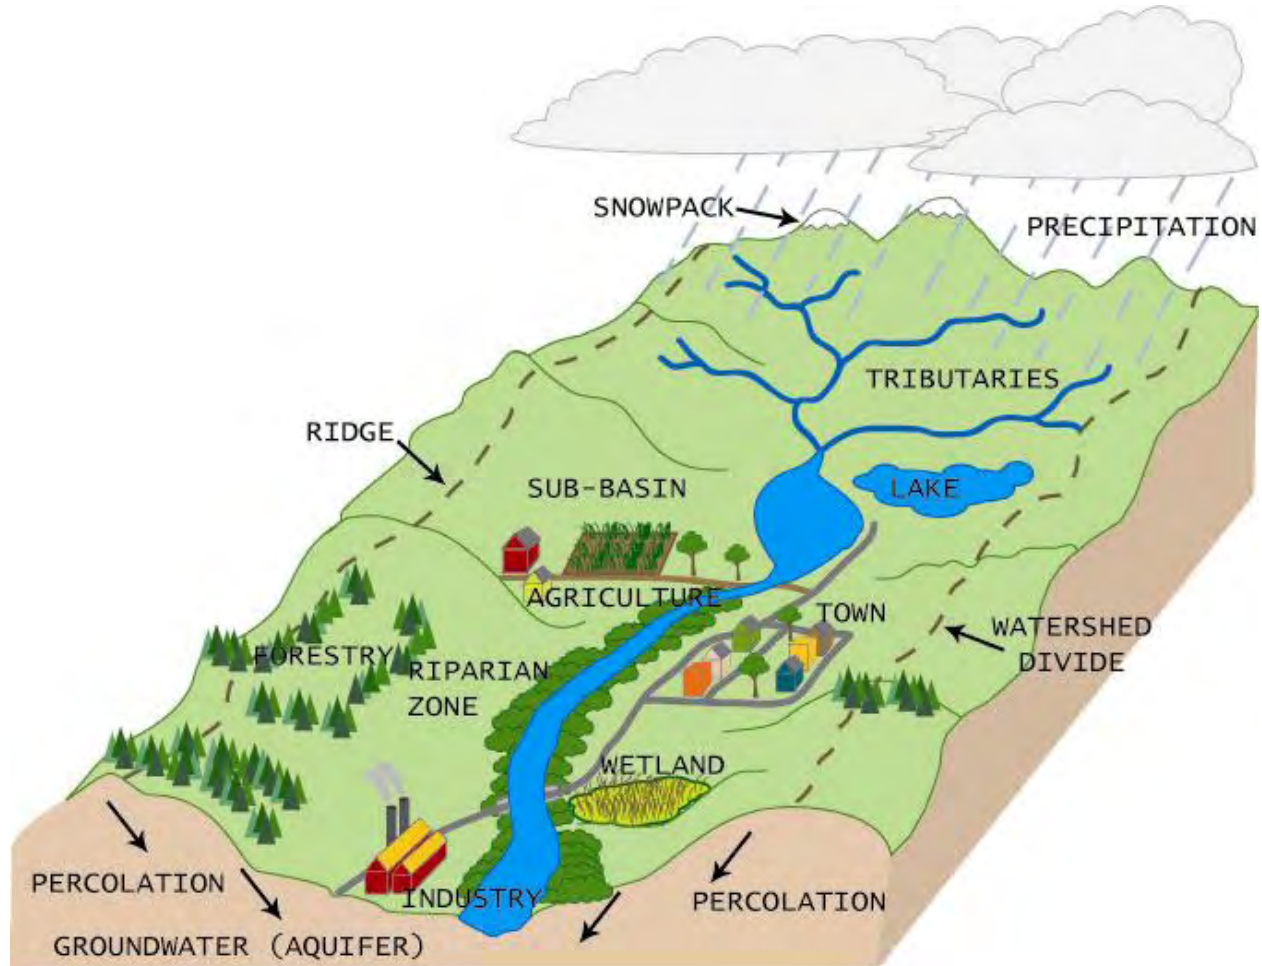 SNOWPACK
PRECIPITATION
TRIBUTARIES
RIDGE
SUB-BASIN
LAKE
AGRICULTURE
TOWN
WATERSHED
DIVIDE
FORESTRY
RIPARIAN
ZONE
WETLAND
PERCOLATION
INDUSTRY
PERCOLATION
GROUNDWATER (AQUIFER)